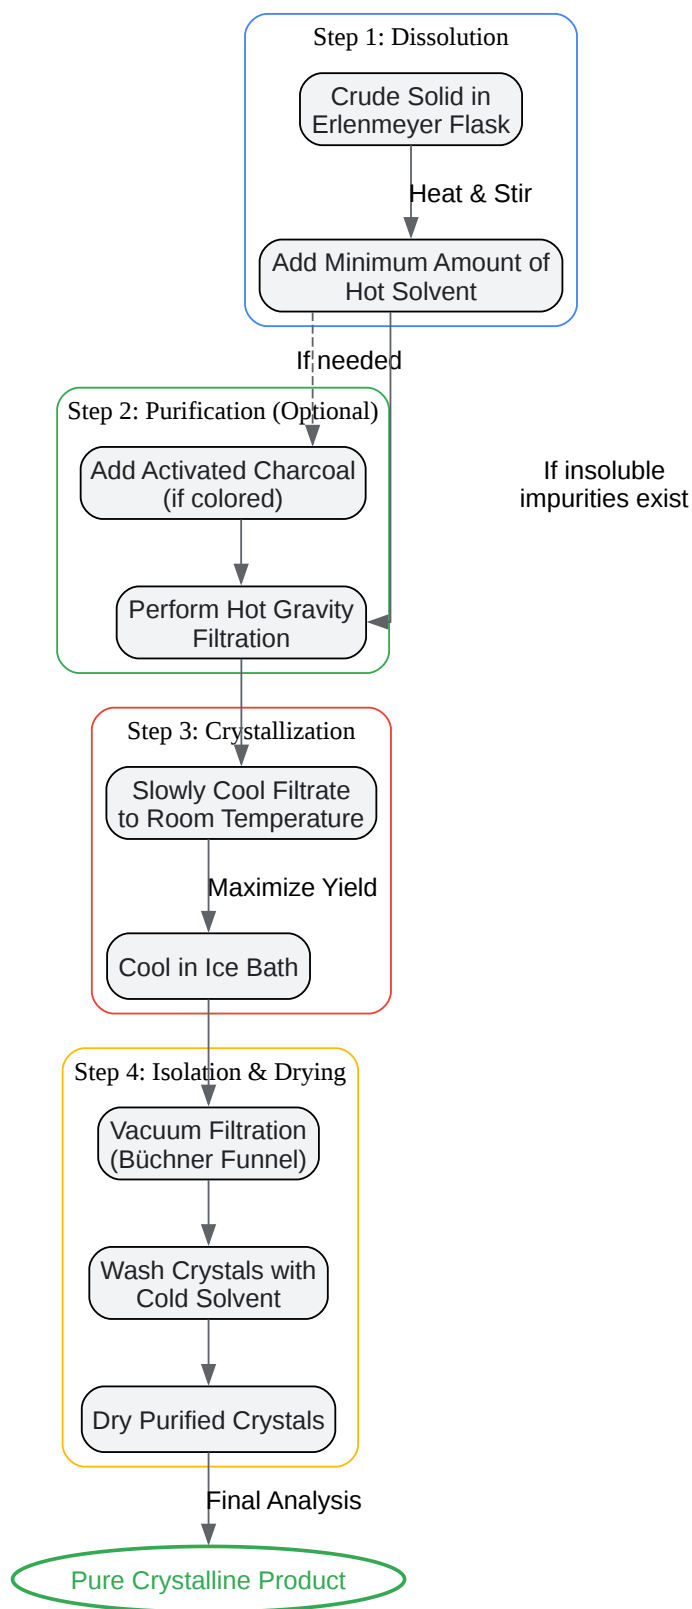 Step 1: Dissolution
Crude Solid in
Erlenmeyer Flask
Heat & Stir
Add Minimum Amount of
Hot Solvent
If needed
Step 2: Purification (Optional)
Add Activated Charcoal
(if colored)
If insoluble
impurities exist
Perform Hot Gravity
Filtration
Step 3: Crystallization
Slowly Cool Filtrate
to Room Temperature
Maximize Yield
Cool in Ice Bath
Step 4: Isolation & Drying
Vacuum Filtration
(Büchner Funnel)
Wash Crystals with
Cold Solvent
Dry Purified Crystals
Final Analysis
Pure Crystalline Product